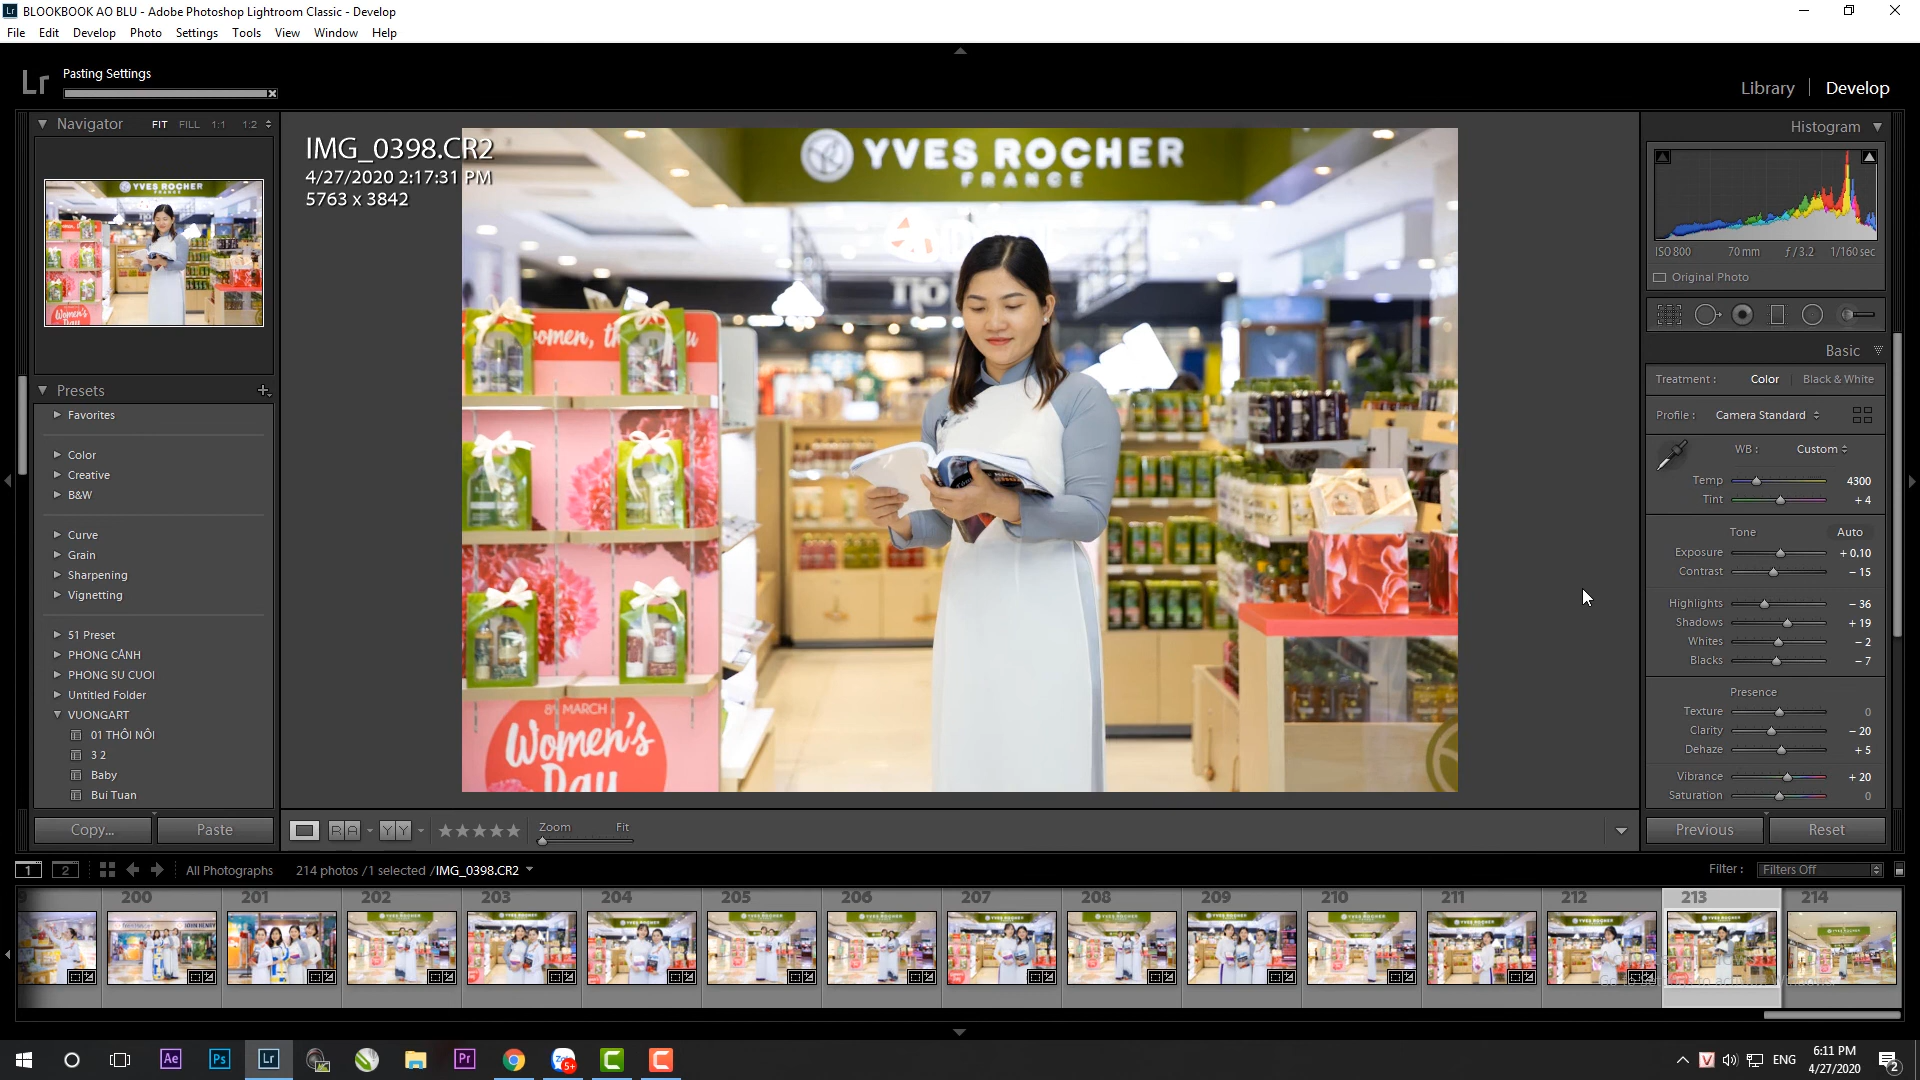 BLOOKBOOK AO BLU - Adobe Photoshop Lightroom Classic - Develop
File Edit Develop Photo Settings Tools View Window Help
Lr Pasting Settings
Library Develop
Navigator FIT FILL 1:1 1:2
Histogram
IMG_0398.CR2
4/27/2020 2:17:31 PM
5763 x 3842
YVES ROCHER
FRANCE
ISO 800 70 mm ƒ / 3.2 1/160 sec
Original Photo
Basic
Treatment : Color Black & White
Profile : Camera Standard
WB : Custom
Temp 4300
Tint + 4
Tone Auto
Exposure + 0.10
Contrast – 15
Highlights – 36
Shadows + 19
Whites – 2
Blacks – 7
Presence
Texture 0
Clarity – 20
Dehaze + 5
Vibrance + 20
Saturation 0
Presets
Favorites
Color
Creative
B&W
Curve
Grain
Sharpening
Vignetting
51 Preset
PHONG CẢNH
PHONG SU CUOI
Untitled Folder
VUONGART
01 THÔI NÔI
3 2
Baby
Bui Tuan
8 MARCH
Women's
Day
Copy... Paste
R A Y Y
Zoom Fit
Previous Reset
1 2 All Photographs 214 photos / 1 selected / IMG_0398.CR2
Filter : Filters Off
200 201 202 203 204 205 206 207 208 209 210 211 212 213 214
Ae Ps Lr Pr
5+
V ENG
6:11 PM
4/27/2020
2